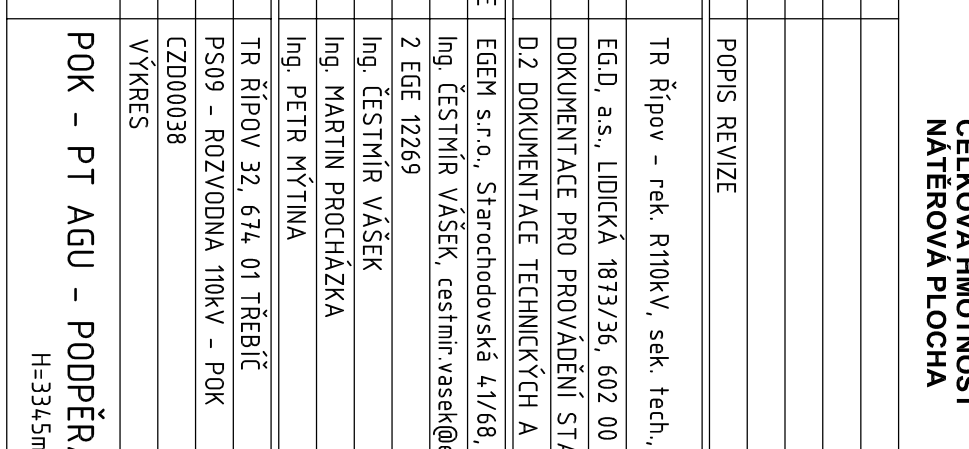 CELKOVÁ HMOTNOST
NÁTĚROVÁ PLOCHA
POPIS REVIZE
TR Řípov - rek. R110kV, sek. tech.,
EG.D, a.s., LIDICKÁ 1873/36, 602 00
DOKUMENTACE PRO PROVÁDĚNÍ
D.2 DOKUMENTACE TECHNICKÝCH A
EGEM s.r.o., Starochodovská 41/68,
Ing. ČESTMÍR VÁŠEK, cestmir.vasek@e
2 EGE 12269
Ing. ČESTMÍR VÁŠEK
Ing. MARTIN PROCHÁZKA
Ing. PETR MÝTINA
TR ŘÍPOV 32, 674 01 TŘEBÍČ
PS09 - ROZVODNA 110kV - POK
CZD00038
VÝKRES
POK - PT AGU - PODPĚR
H=3345m